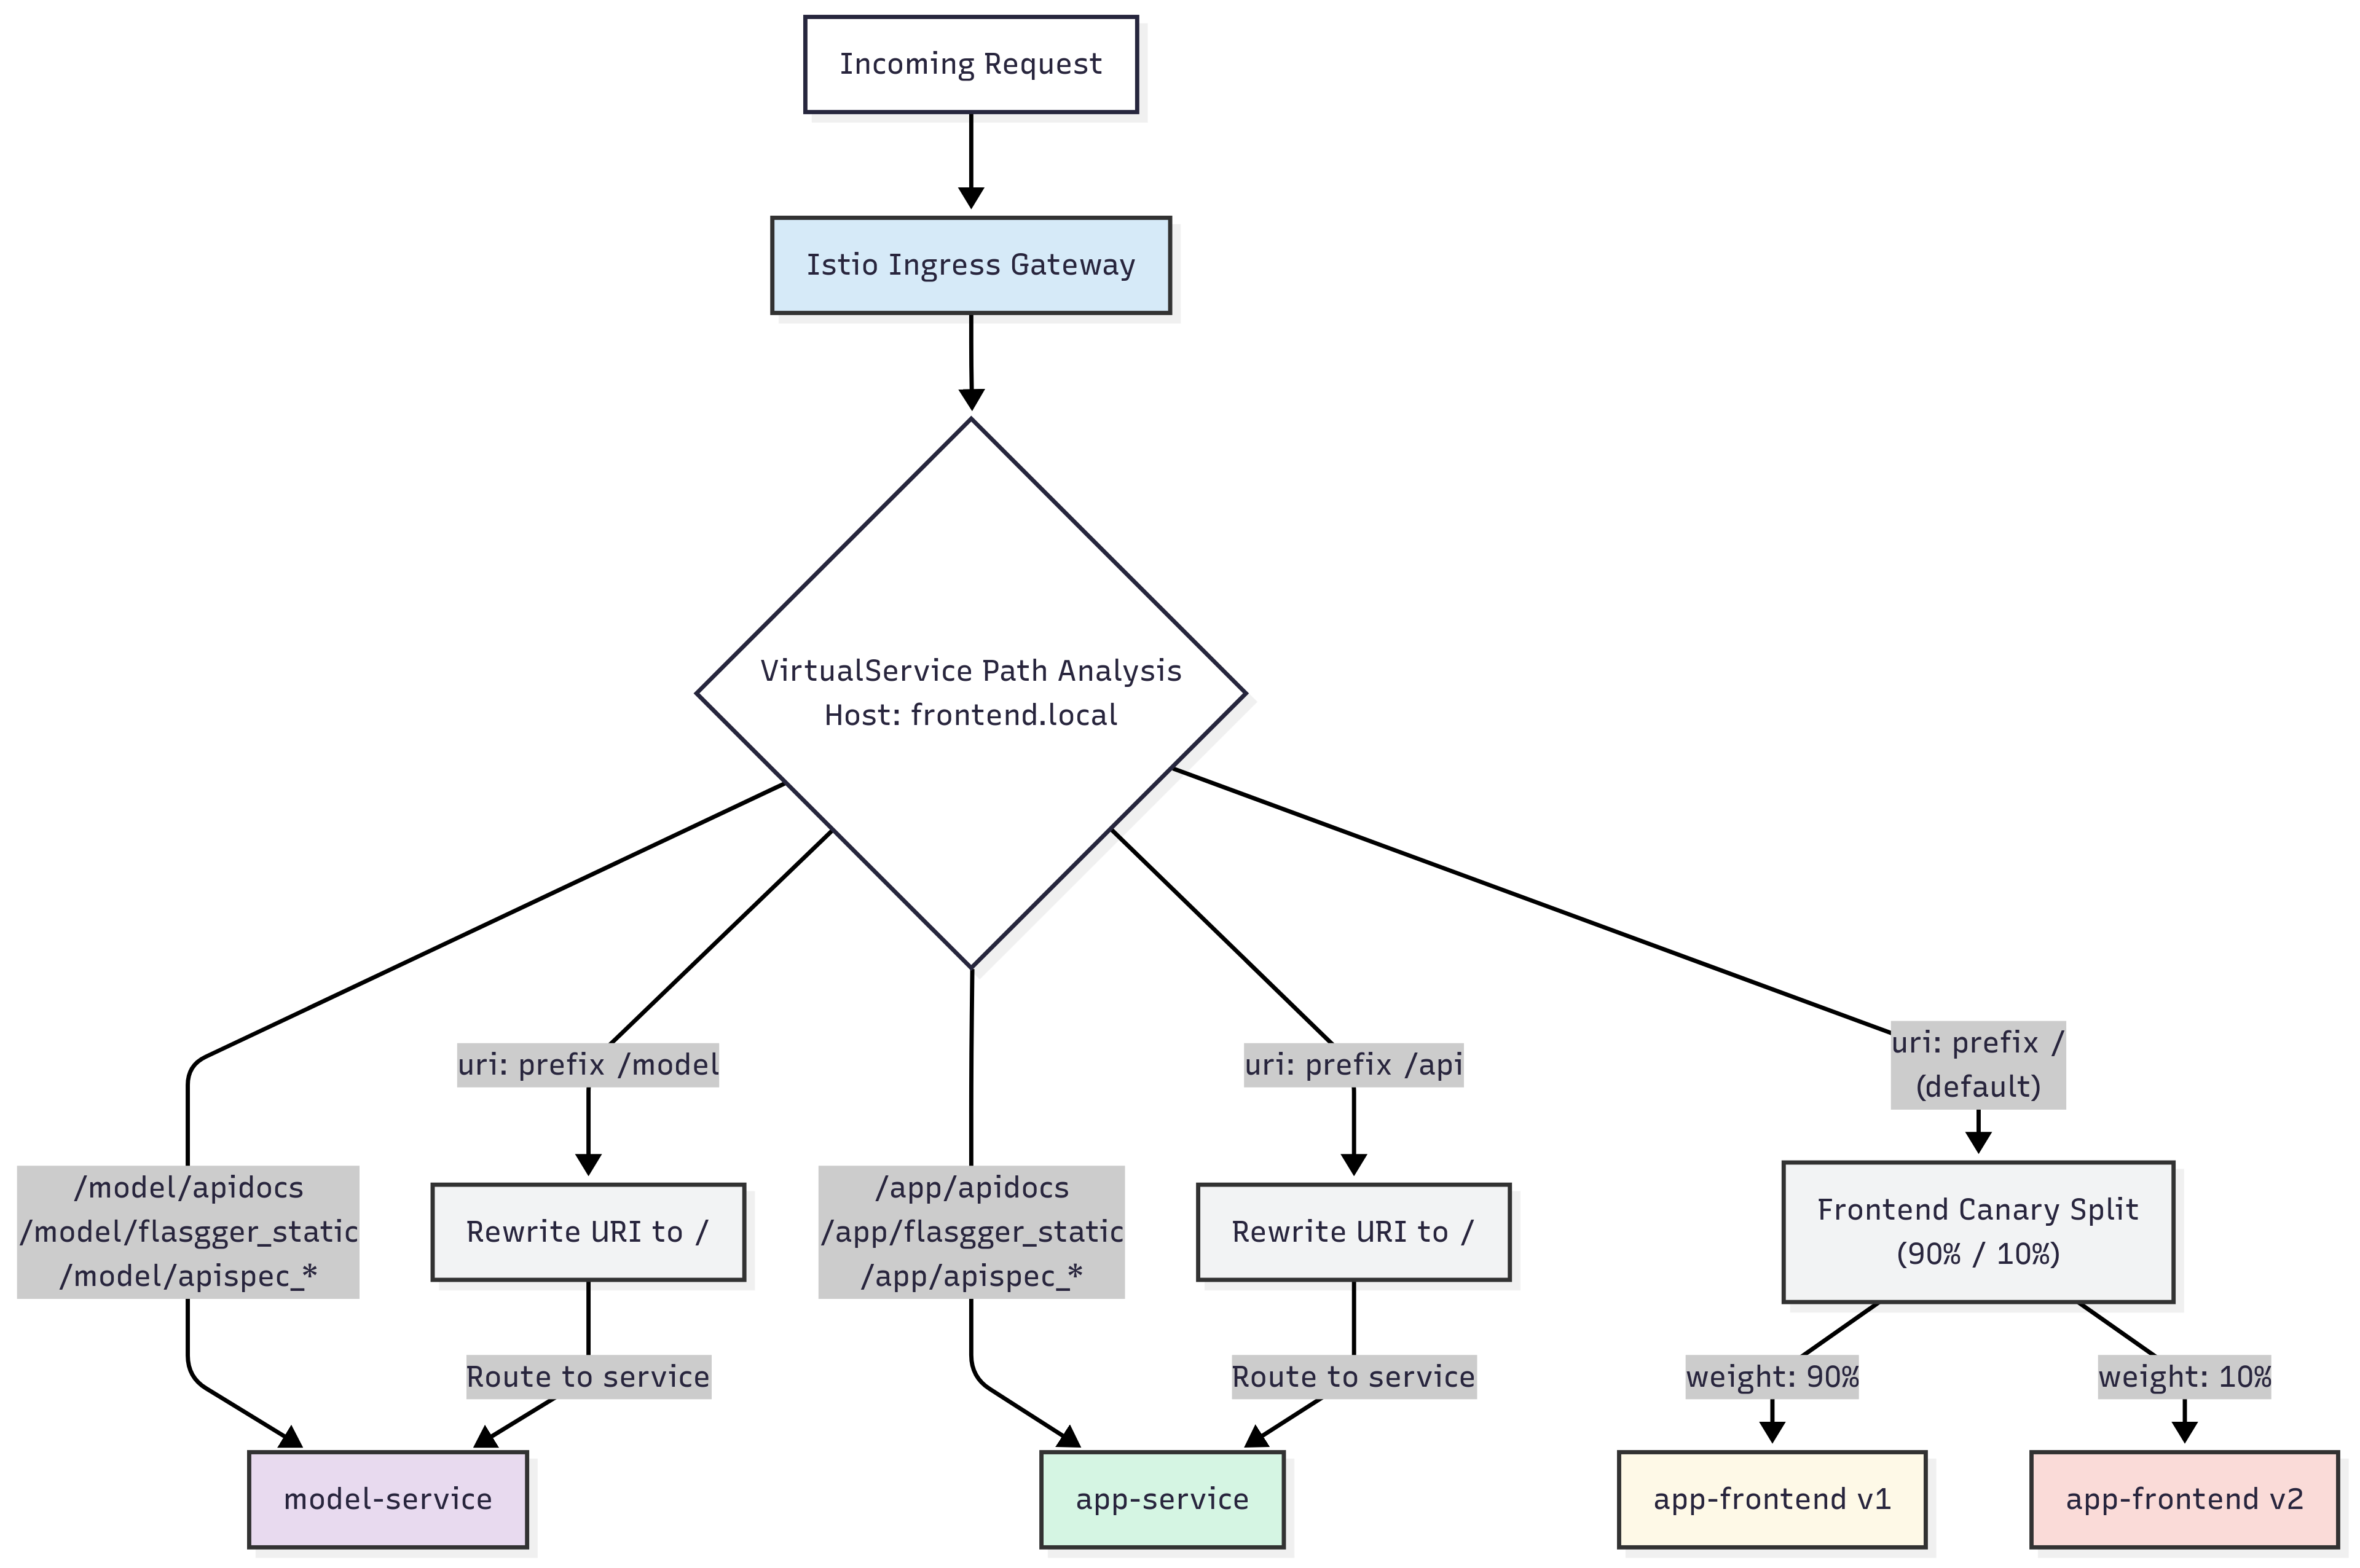 Incoming Request
Istio Ingress Gateway
VirtualService Path Analysis
Host: frontend.local
uri: prefix /model
uri: prefix /api
uri: prefix /
(default)
/model/apidocs
/model/flasgger_static
/model/apispec_*
Rewrite URI to /
/app/apidocs
/app/flasgger_static
/app/apispec_*
Rewrite URI to /
Frontend Canary Split
(90% / 10%)
Route to service
Route to service
weight: 90%
weight: 10%
model-service
app-service
app-frontend v1
app-frontend v2